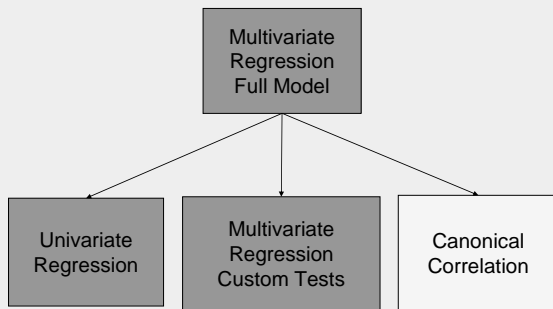 Multivariate
Regression
Full Model
Univariate
Regression
Multivariate
Regression
Custom Tests
Canonical
Correlation